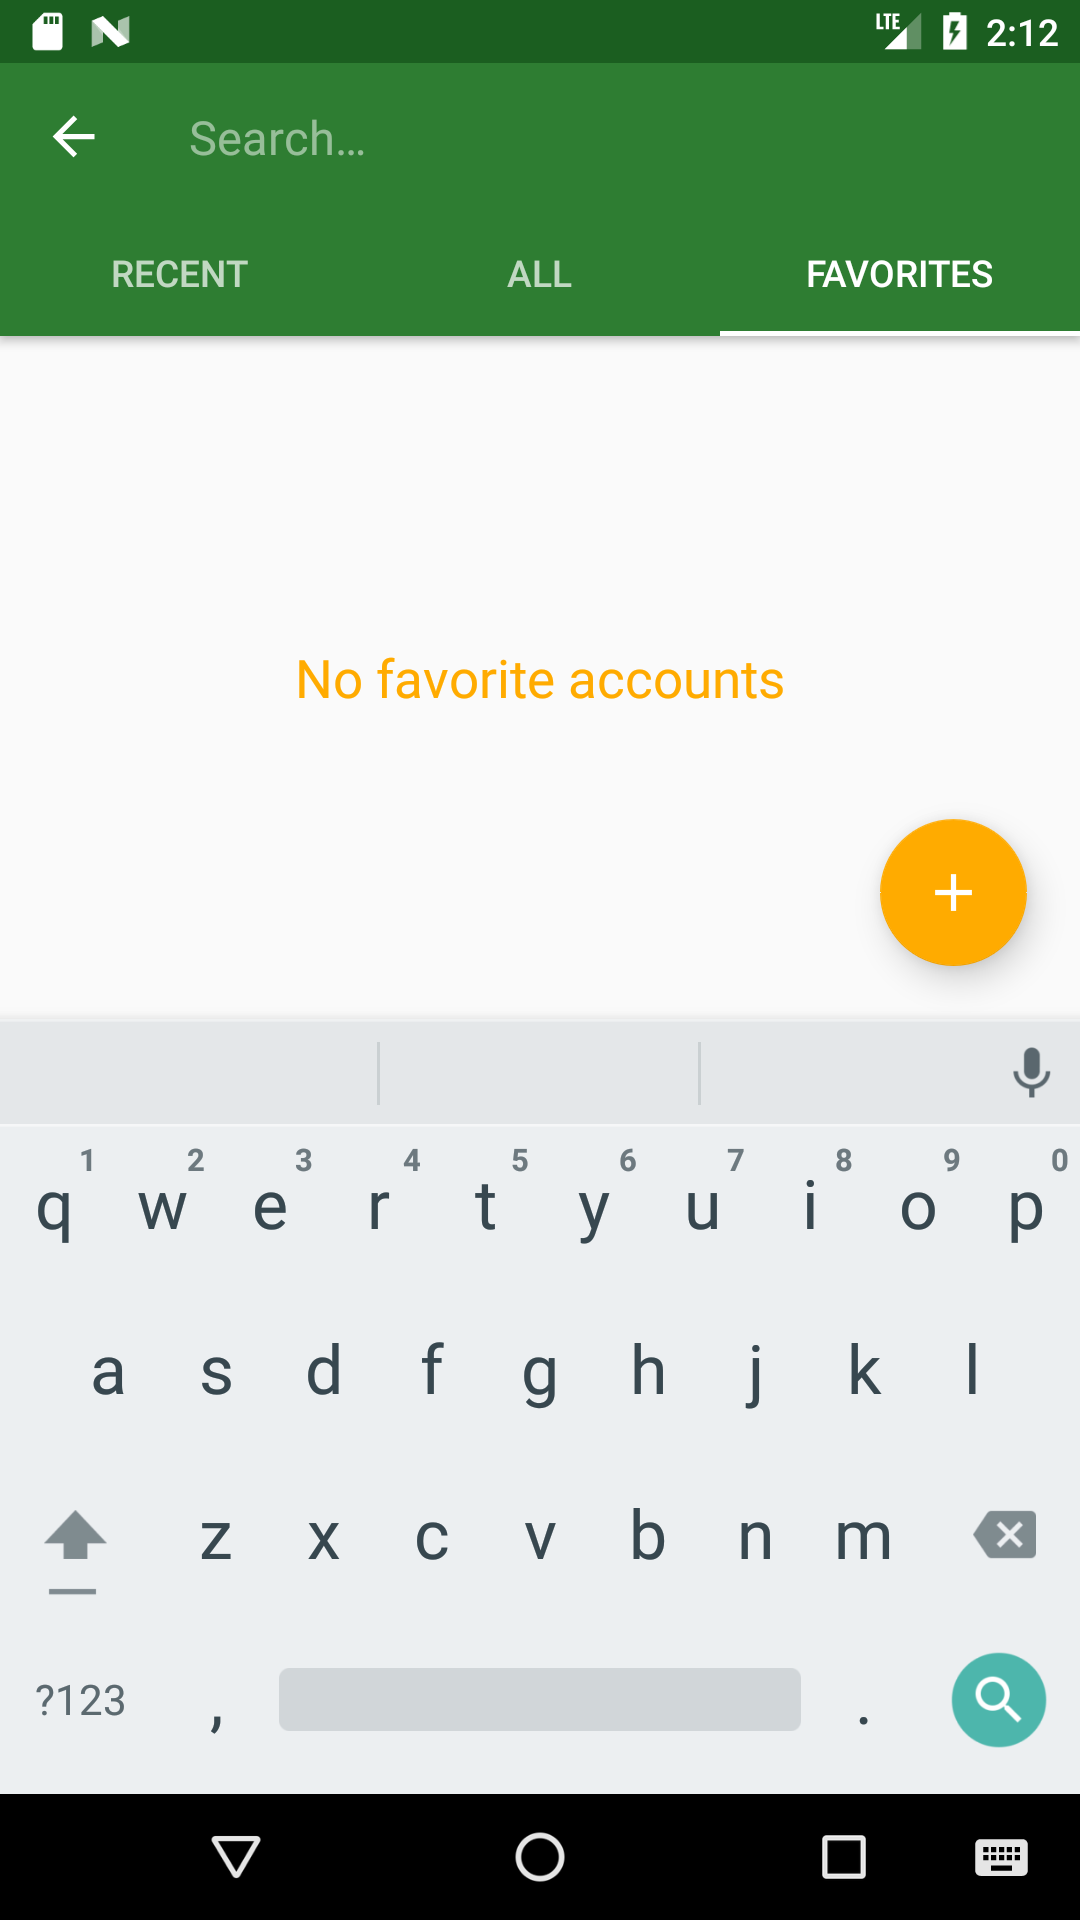 LTE 2:12
Search...
RECENT ALL FAVORITES
No favorite accounts
1 2 3 4 5 6 7 8 9 0
q w e r t y u i o p
a s d f g h j k l
z x c v b n m
?123 , .